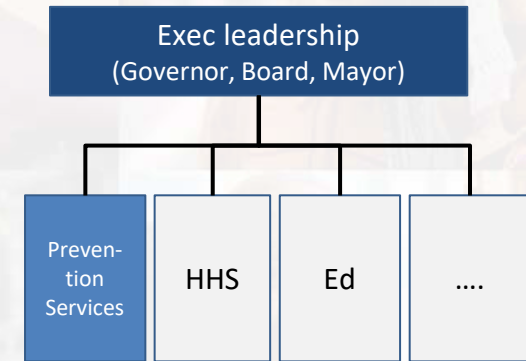 Exec leadership
(Governor, Board, Mayor)
Preven-
tion
Services
HHS
Ed
....